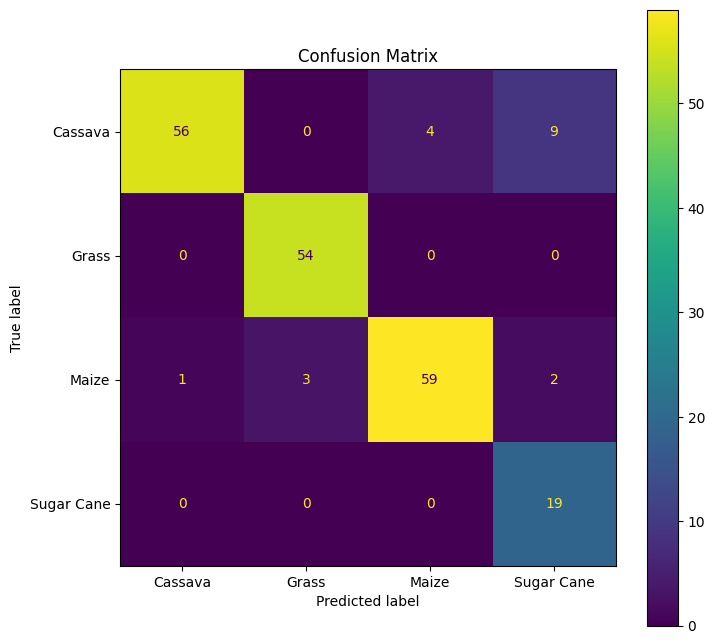 Confusion Matrix
True label
Cassava 56 0 4 9
Grass 0 54 0 0
Maize 1 3 59 2
Sugar Cane 0 0 0 19
Cassava Grass Maize Sugar Cane
Predicted label
50
40
30
20
10
0